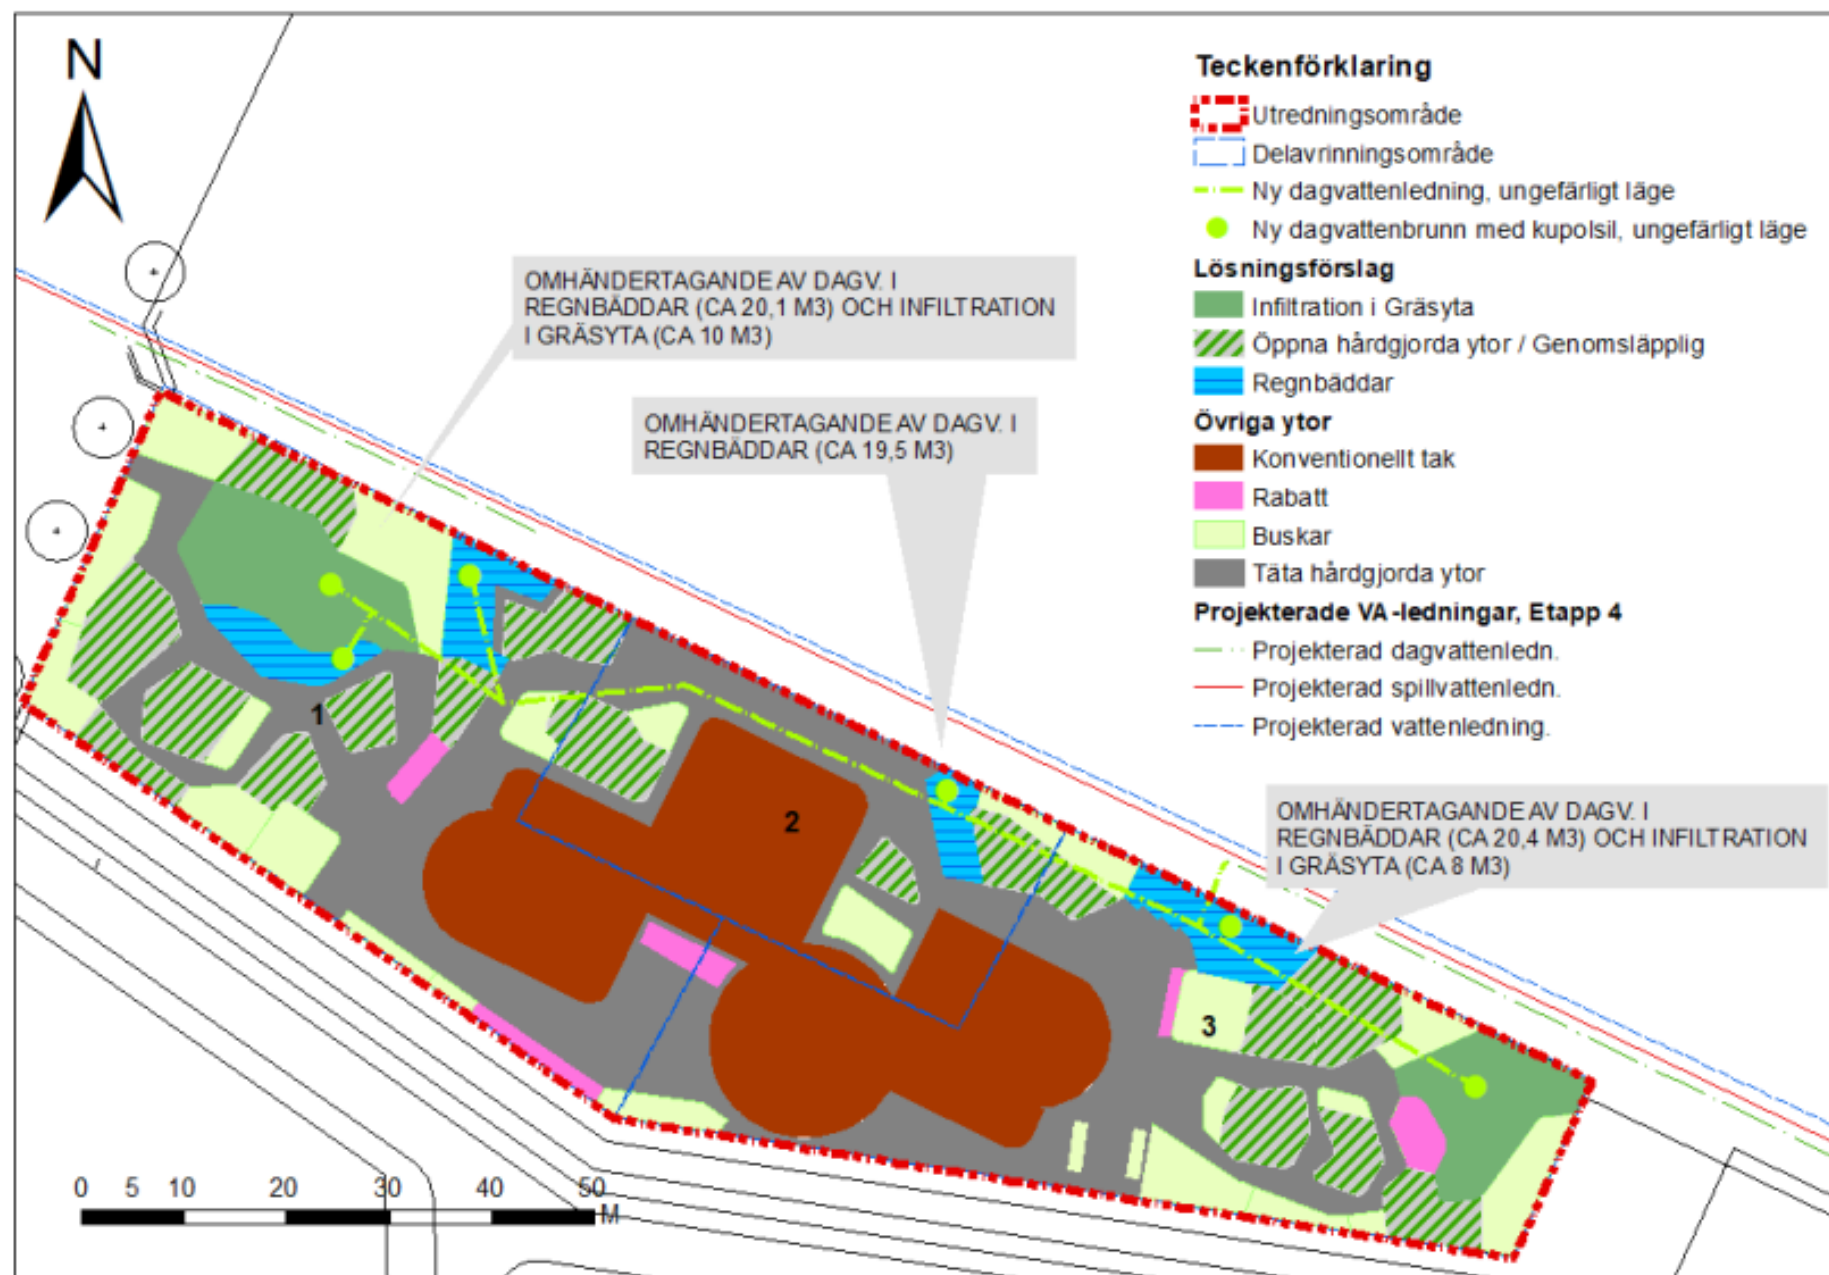 N
Teckenförklaring
Utredningsområde
Delavrinningsområde
Ny dagvattenledning, ungefärligt läge
Ny dagvattenbrunn med kupolsil, ungefärligt läge
Lösningsförslag
Infiltration i Gräsyta
Öppna hårdgjorda ytor / Genomsläpplig
Regnbäddar
Övriga ytor
Konventionellt tak
Rabatt
Buskar
Täta hårdgjorda ytor
Projekterade VA-ledningar, Etapp 4
Projekterad dagvattenledn.
Projekterad spillvattenledn.
Projekterad vattenledning.
OMHÄNDERTAGANDE AV DAGV. I
REGNBÄDDAR (CA 20,1 M3) OCH INFILTRATION
I GRÄSYTA (CA 10 M3)
OMHÄNDERTAGANDE AV DAGV. I
REGNBÄDDAR (CA 19,5 M3)
OMHÄNDERTAGANDE AV DAGV. I
REGNBÄDDAR (CA 20,4 M3) OCH INFILTRATION
I GRÄSYTA (CA 8 M3)
1
2
3
0 5 10 20 30 40 50
M